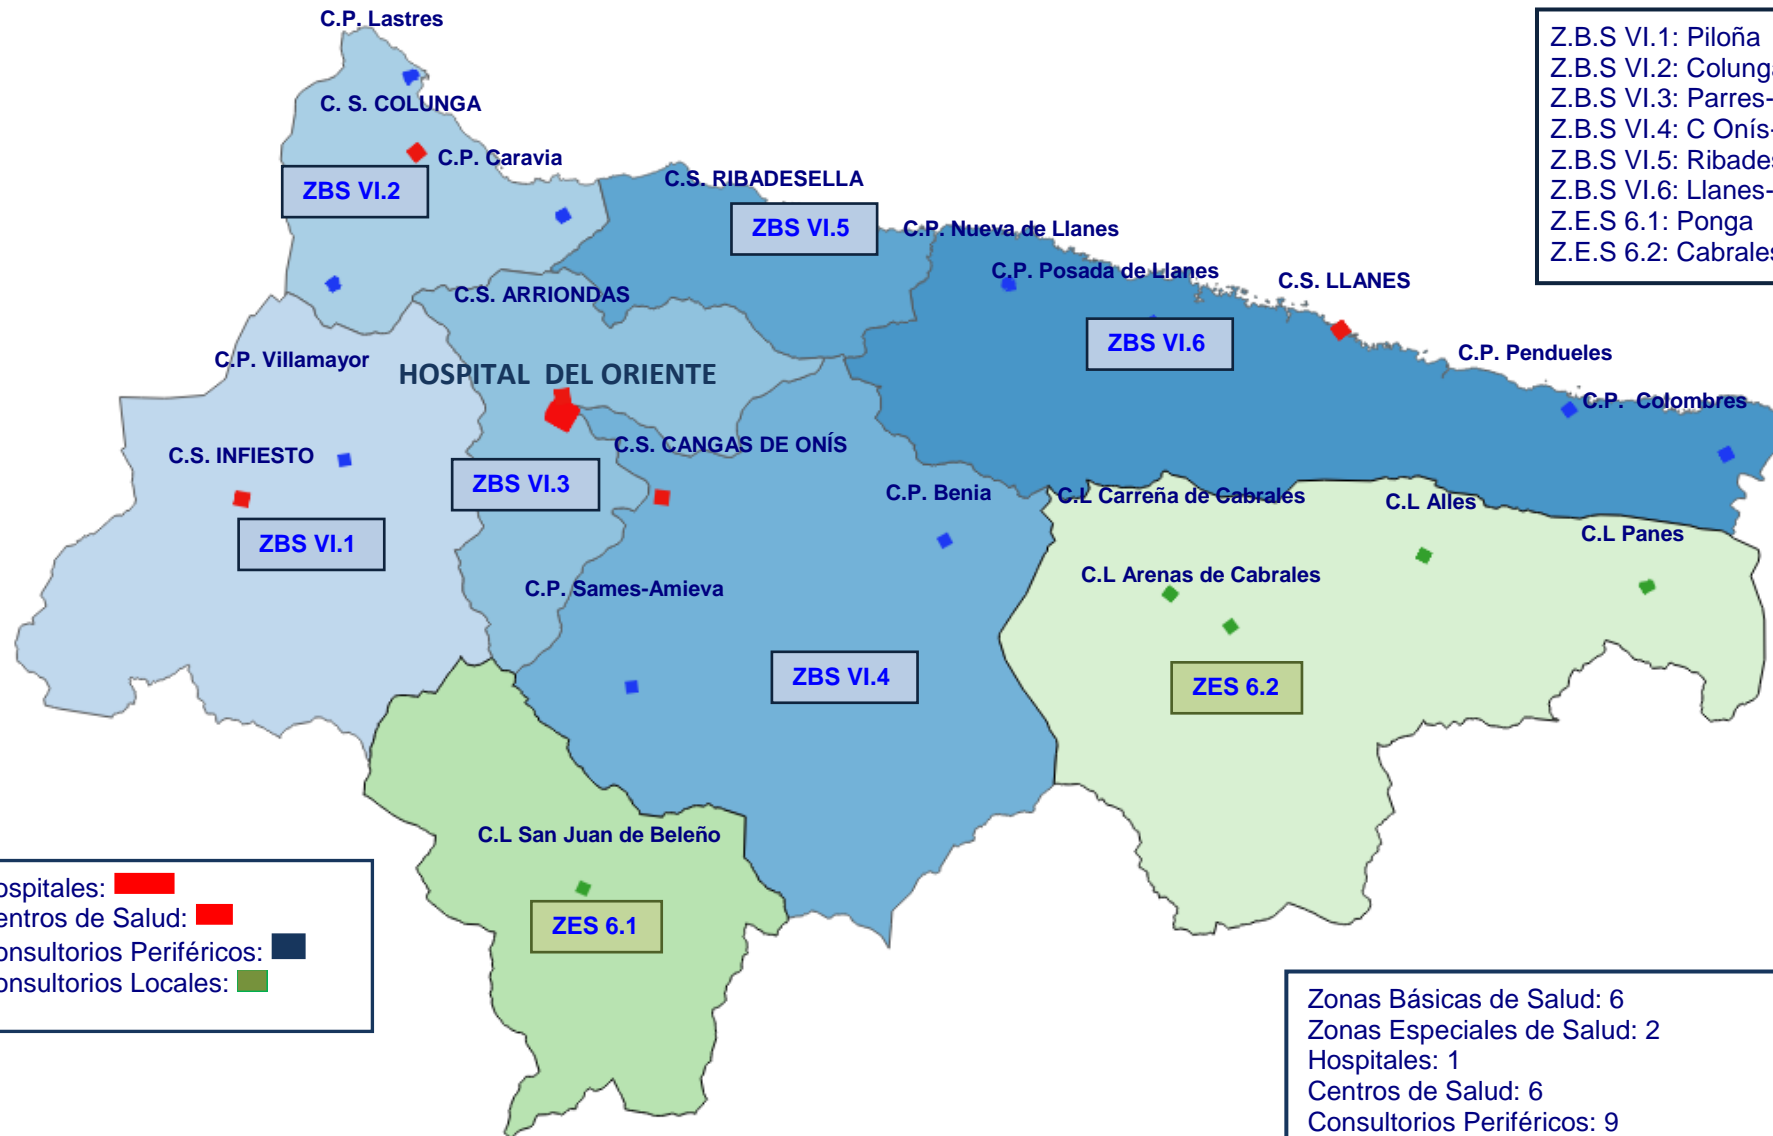 C.P. Lastres
Z.B.S VI.1: Piloña
Z.B.S VI.2: Colunga
Z.B.S VI.3: Parres-
Z.B.S VI.4: C Onís-
Z.B.S VI.5: Ribades
Z.B.S VI.6: Llanes-
Z.E.S 6.1: Ponga
Z.E.S 6.2: Cabrales
C. S. COLUNGA
C.P. Caravia
ZBS VI.2
C.S. RIBADESELLA
ZBS VI.5
C.P. Nueva de Llanes
C.P. Posada de Llanes
C.S. LLANES
C.S. ARRIONDAS
ZBS VI.6
C.P. Villamayor
HOSPITAL DEL ORIENTE
C.P. Pendueles
C.P. Colombres
C.S. INFIESTO
C.S. CANGAS DE ONÍS
ZBS VI.3
C.P. Benia
C.L Carreña de Cabrales
C.L Alles
ZBS VI.1
C.L Panes
C.P. Sames-Amieva
C.L Arenas de Cabrales
ZBS VI.4
ZES 6.2
C.L San Juan de Beleño
ZES 6.1
ospitales:
entros de Salud:
onsultorios Periféricos:
onsultorios Locales:
Zonas Básicas de Salud: 6
Zonas Especiales de Salud: 2
Hospitales: 1
Centros de Salud: 6
Consultorios Periféricos: 9